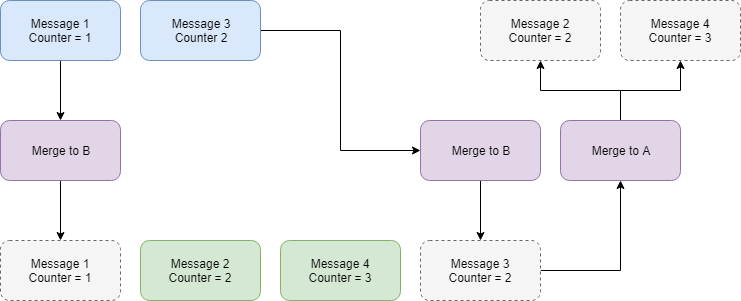 Message 1
Counter = 1
Message 3
Counter 2
Message 2
Counter = 2
Message 4
Counter = 3
Merge to B
Merge to B
Merge to A
Message 1
Counter = 1
Message 2
Counter = 2
Message 4
Counter = 3
Message 3
Counter = 2